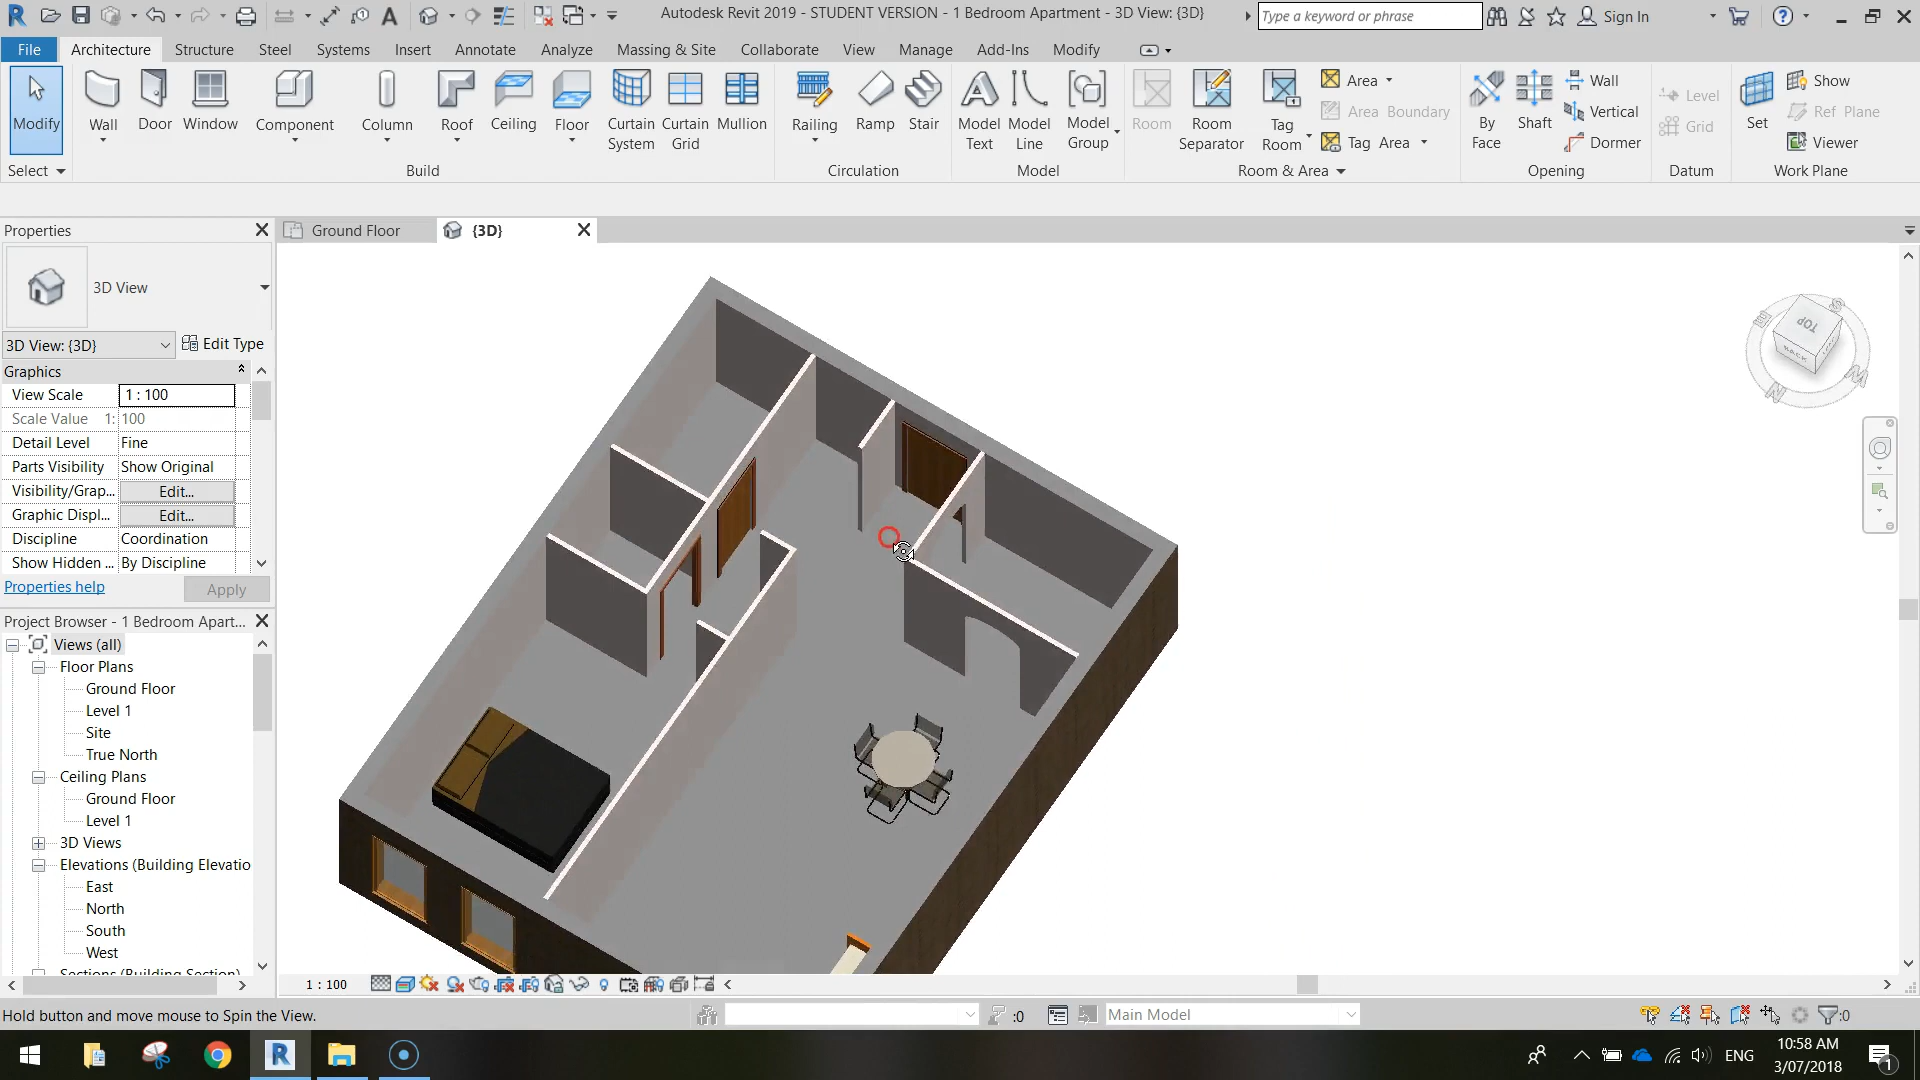 Autodesk Revit 2019 - STUDENT VERSION - 1 Bedroom Apartment - 3D View: {3D}
Type a keyword or phrase
Sign In
File Architecture Structure Steel Systems Insert Annotate Analyze Massing & Site Collaborate View Manage Add-Ins Modify
Modify
Wall
Door
Window
Component
Column
Roof
Ceiling
Floor
Curtain System
Curtain Grid
Mullion
Railing
Ramp
Stair
Model Text
Model Line
Model Group
Room
Room Separator
Tag Room
Area
Area Boundary
Tag Area
By Face
Shaft
Wall
Vertical
Dormer
Level
Grid
Set
Show
Ref Plane
Viewer
Select
Build
Circulation
Model
Room & Area
Opening
Datum
Work Plane
Properties
Ground Floor
{3D}
3D View
3D View: {3D}
Edit Type
Graphics
View Scale 1 : 100
Scale Value 1: 100
Detail Level Fine
Parts Visibility Show Original
Visibility/Grap... Edit...
Graphic Displ... Edit...
Discipline Coordination
Show Hidden ... By Discipline
Properties help
Apply
Project Browser - 1 Bedroom Apart...
Views (all)
Floor Plans
Ground Floor
Level 1
Site
True North
Ceiling Plans
Ground Floor
Level 1
3D Views
Elevations (Building Elevatio
East
North
South
West
Sections (Building Section)
TOP
BACK
S
E
W
N
1 : 100
Hold button and move mouse to Spin the View.
:0
Main Model
:0
ENG
10:58 AM
3/07/2018
1